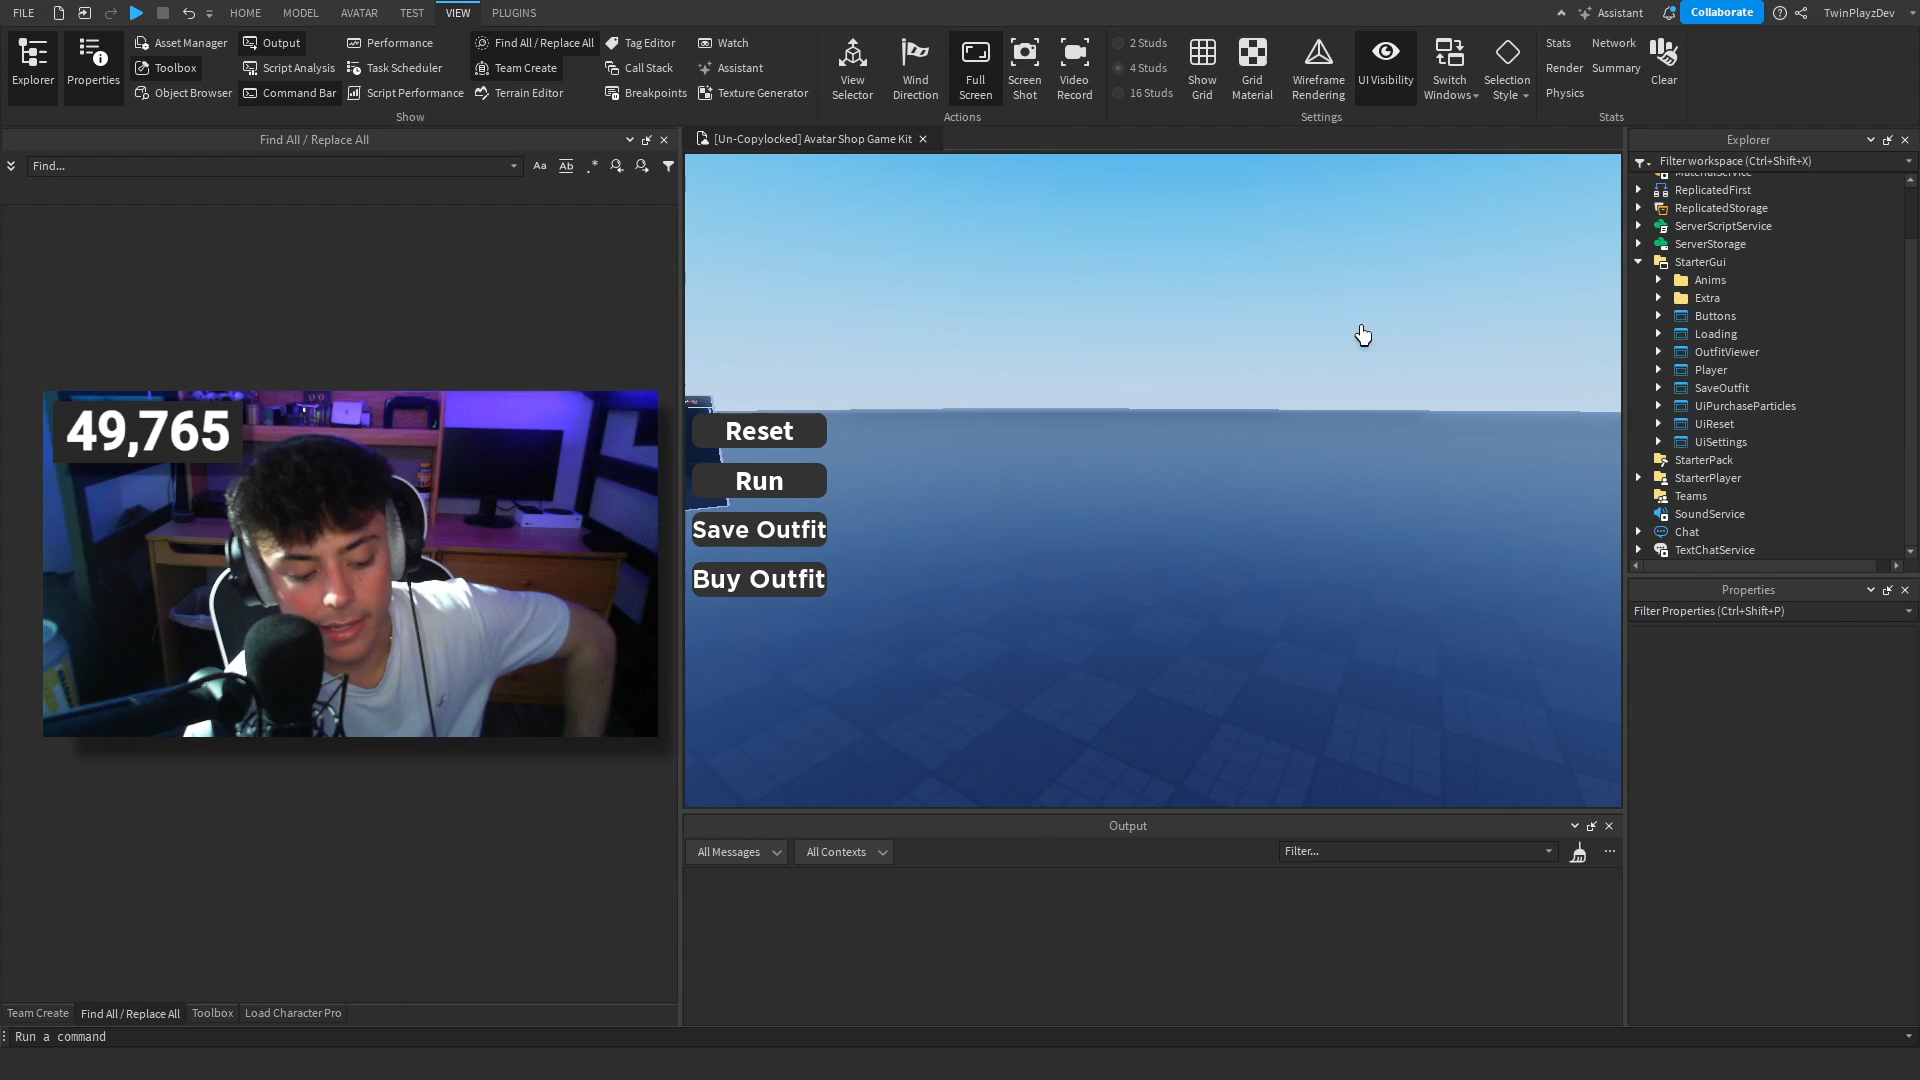 FILE HOME MODEL AVATAR TEST VIEW PLUGINS Assistant Collaborate TwinPlayzDev
Explorer
Properties
Asset Manager Output Performance Find All / Replace All Tag Editor Watch
Toolbox Script Analysis Task Scheduler Team Create Call Stack Assistant
Object Browser Command Bar Script Performance Terrain Editor Breakpoints Texture Generator
Show
View Selector
Wind Direction
Full Screen
Screen Shot
Video Record
Actions
2 Studs
4 Studs
16 Studs
Show Grid
Grid Material
Wireframe Rendering
UI Visibility
Switch Windows
Selection Style
Settings
Stats Network
Render Summary
Physics
Clear
Stats
Find All / Replace All
Find...
Aa Ab .*
49,765
[Un-Copylocked] Avatar Shop Game Kit
Reset
Run
Save Outfit
Buy Outfit
Output
All Messages All Contexts Filter...
Explorer
Filter workspace (Ctrl+Shift+X)
MaterialService
ReplicatedFirst
ReplicatedStorage
ServerScriptService
ServerStorage
StarterGui
Anims
Extra
Buttons
Loading
OutfitViewer
Player
SaveOutfit
UiPurchaseParticles
UiReset
UiSettings
StarterPack
StarterPlayer
Teams
SoundService
Chat
TextChatService
Properties
Filter Properties (Ctrl+Shift+P)
Team Create Find All / Replace All Toolbox Load Character Pro
Run a command